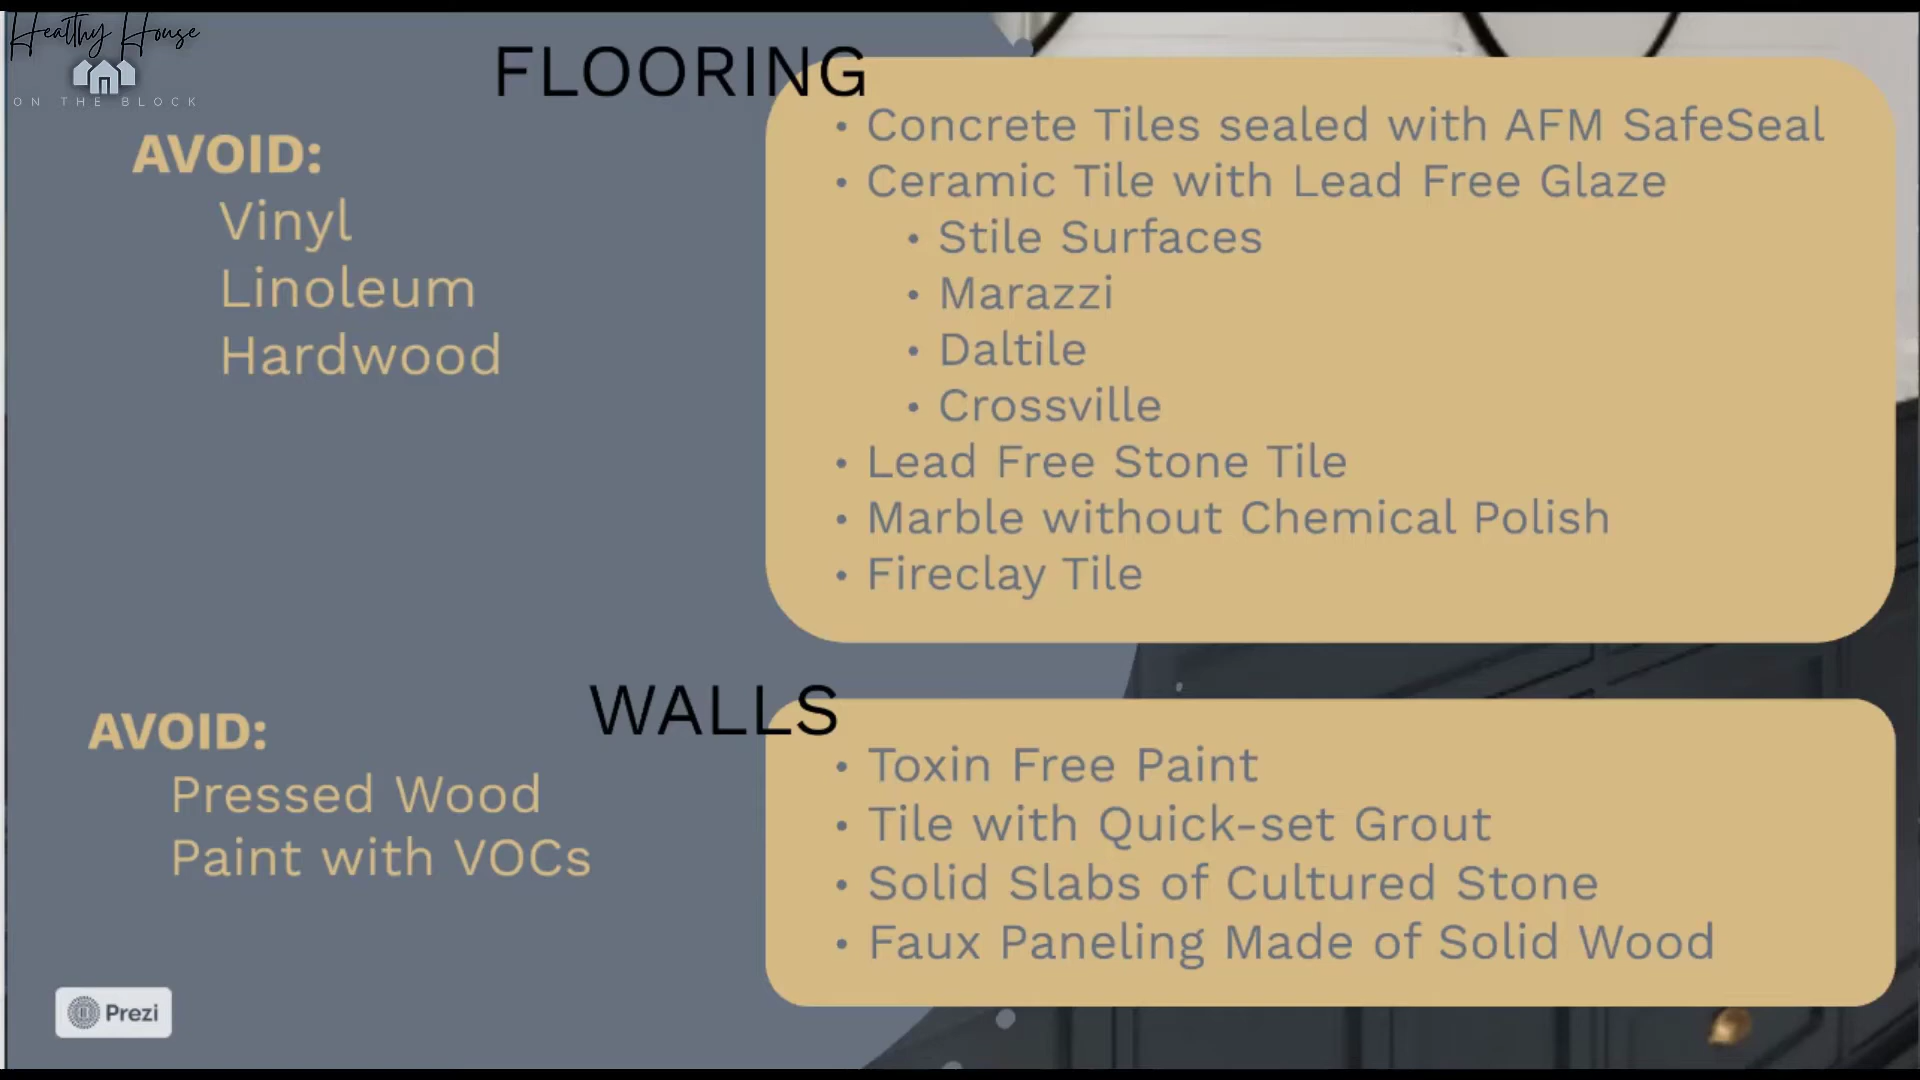 Healthy House
ON THE BLOCK
FLOORING
AVOID:
Vinyl
Linoleum
Hardwood
• Concrete Tiles sealed with AFM SafeSeal
• Ceramic Tile with Lead Free Glaze
• Stile Surfaces
• Marazzi
• Daltile
• Crossville
• Lead Free Stone Tile
• Marble without Chemical Polish
• Fireclay Tile
WALLS
AVOID:
Pressed Wood
Paint with VOCs
• Toxin Free Paint
• Tile with Quick-set Grout
• Solid Slabs of Cultured Stone
• Faux Paneling Made of Solid Wood
Prezi